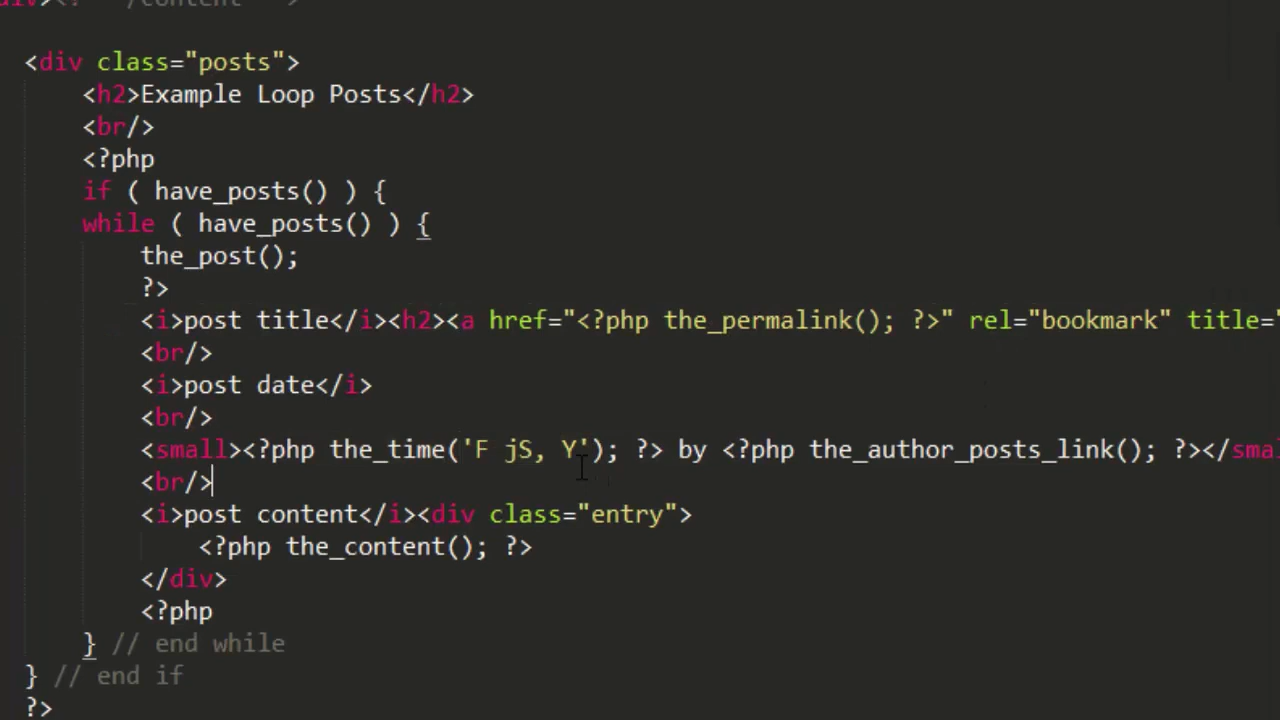 /content
<div class="posts">
<h2>Example Loop Posts</h2>
<br/>
<?php
if ( have_posts() ) {
while ( have_posts() ) {
the_post();
?>
<i>post title</i><h2><a href="<?php the_permalink(); ?>" rel="bookmark" title="
<br/>
<i>post date</i>
<br/>
<small><?php the_time('F jS, Y'); ?> by <?php the_author_posts_link(); ?></sma
<br/>
<i>post content</i><div class="entry">
<?php the_content(); ?>
</div>
<?php
} // end while
} // end if
?>